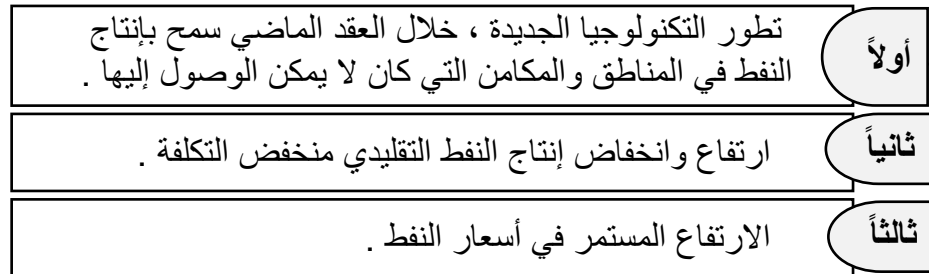 أولاً
تطور التكنولوجيا الجديدة ، خلال العقد الماضي سمح بإنتاج
النفط في المناطق والمكامن التي كان لا يمكن الوصول إليها .
ثانياً
ارتفاع وانخفاض إنتاج النفط التقليدي منخفض التكلفة .
ثالثاً
الارتفاع المستمر في أسعار النفط .